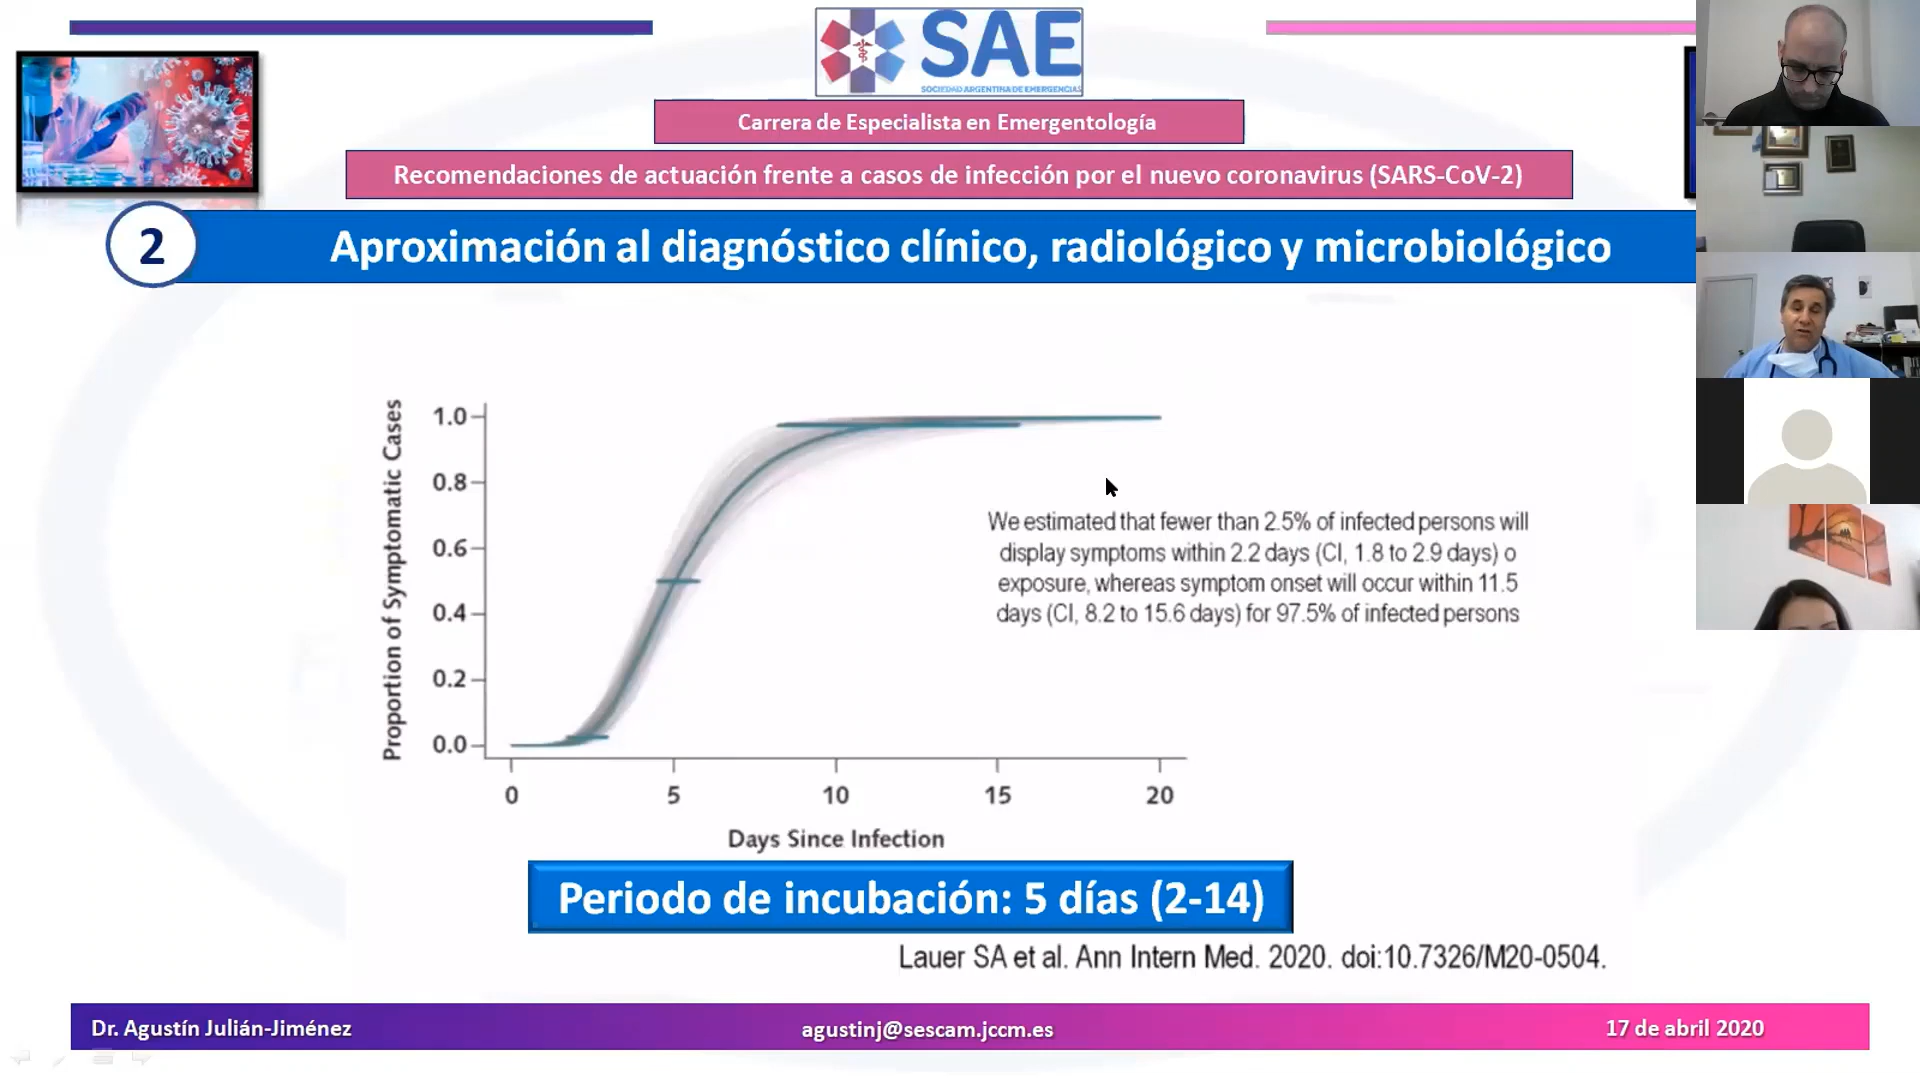 SAE
SOCIEDAD ARGENTINA DE EMERGENCIAS
Carrera de Especialista en Emergentología
Recomendaciones de actuación frente a casos de infección por el nuevo coronavirus (SARS-CoV-2)
2
Aproximación al diagnóstico clínico, radiológico y microbiológico
Proportion of Symptomatic Cases
1.0
0.8
0.6
0.4
0.2
0.0
0 5 10 15 20
Days Since Infection
We estimated that fewer than 2.5% of infected persons will
display symptoms within 2.2 days (CI, 1.8 to 2.9 days) o
exposure, whereas symptom onset will occur within 11.5
days (CI, 8.2 to 15.6 days) for 97.5% of infected persons
Periodo de incubación: 5 días (2-14)
Lauer SA et al. Ann Intern Med. 2020. doi:10.7326/M20-0504.
Dr. Agustín Julián-Jiménez
agustinj@sescam.jccm.es
17 de abril 2020